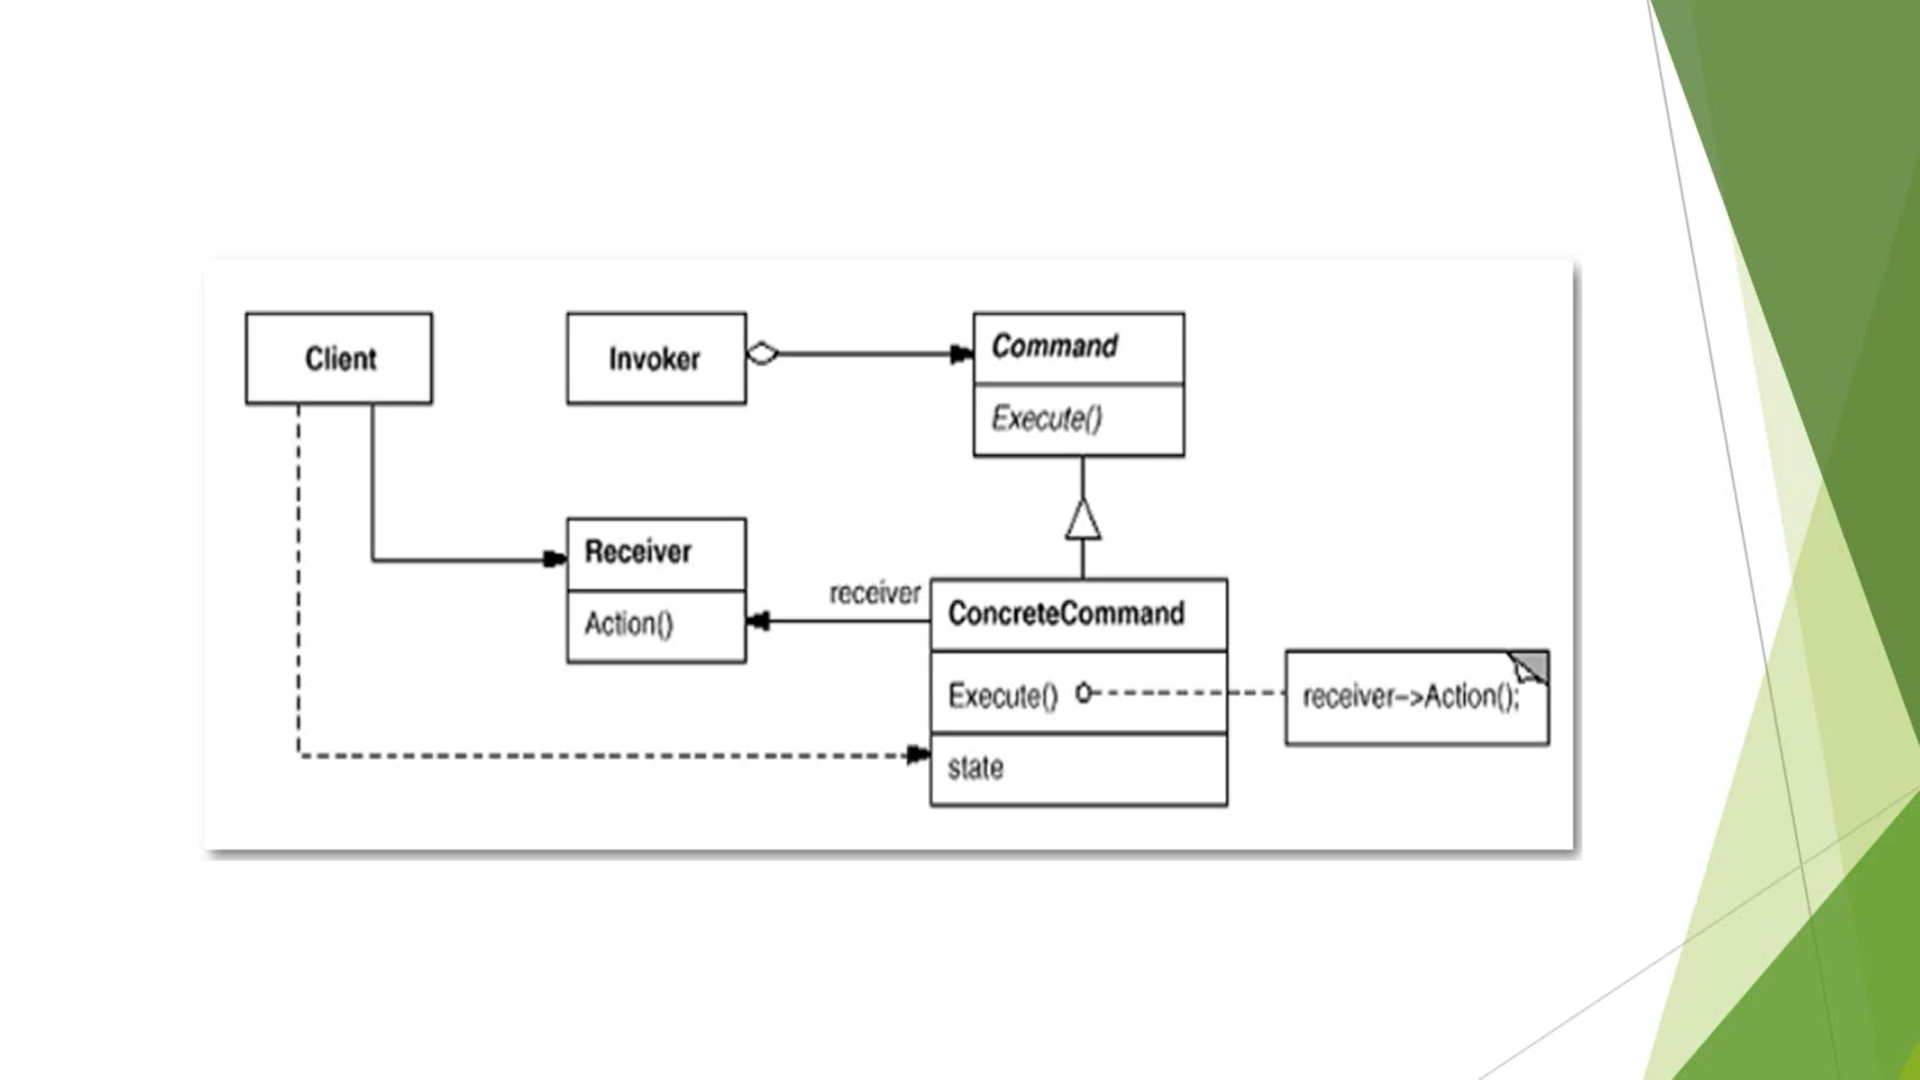 Client
Invoker
Command
Execute()
Receiver
Action()
receiver
ConcreteCommand
Execute()
receiver–>Action();
state